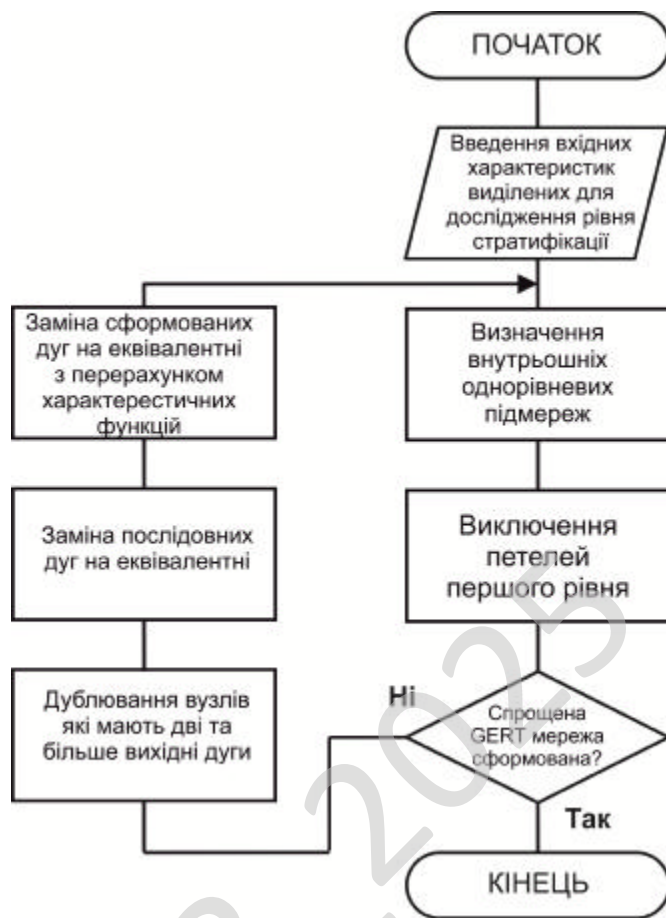 ПОЧАТОК
Введення вхідних
характеристик
виділених для
дослідження рівня
стратифікації
Визначення
внутрьошніх
однорівневих
підмереж
Виключення
петелей
першого рівня
Спрощена
GERT мережа
сформована?
Ні
Так
КІНЕЦЬ
Дублювання вузлів
які мають дві та
більше вихідні дуги
Заміна послідовних
дуг на еквівалентні
Заміна сформованих
дуг на еквівалентні
з перерахунком
характерестичних
функцій
2025